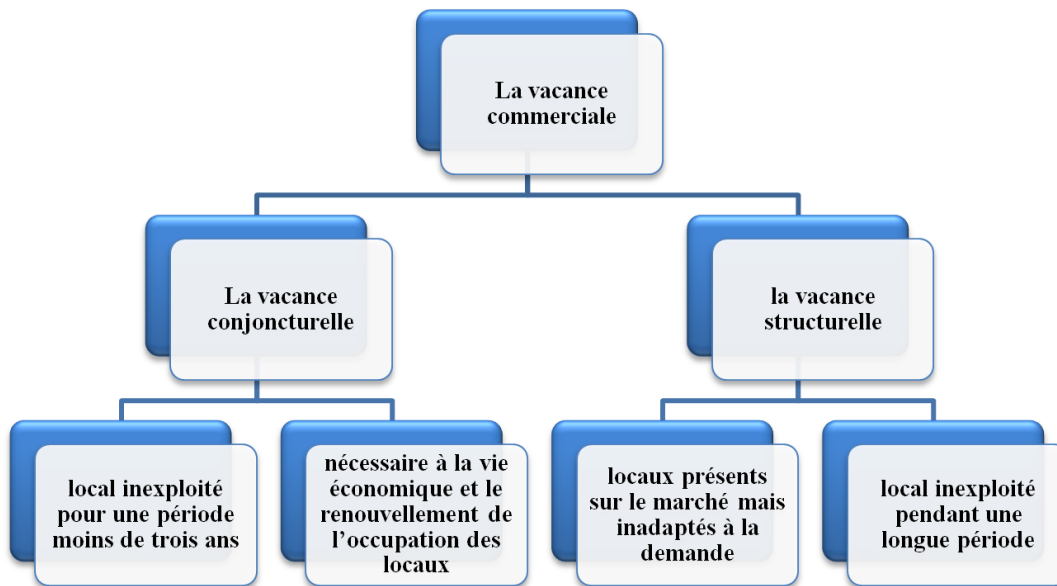 La vacance
commerciale
La vacance
conjoncturelle
la vacance
structurelle
local inexploité
pour une période
moins de trois ans
nécessaire à la vie
économique et le
renouvellement de
l’occupation des
locaux
locaux présents
sur le marché mais
inadaptés à la
demande
local inexploité
pendant une
longue période